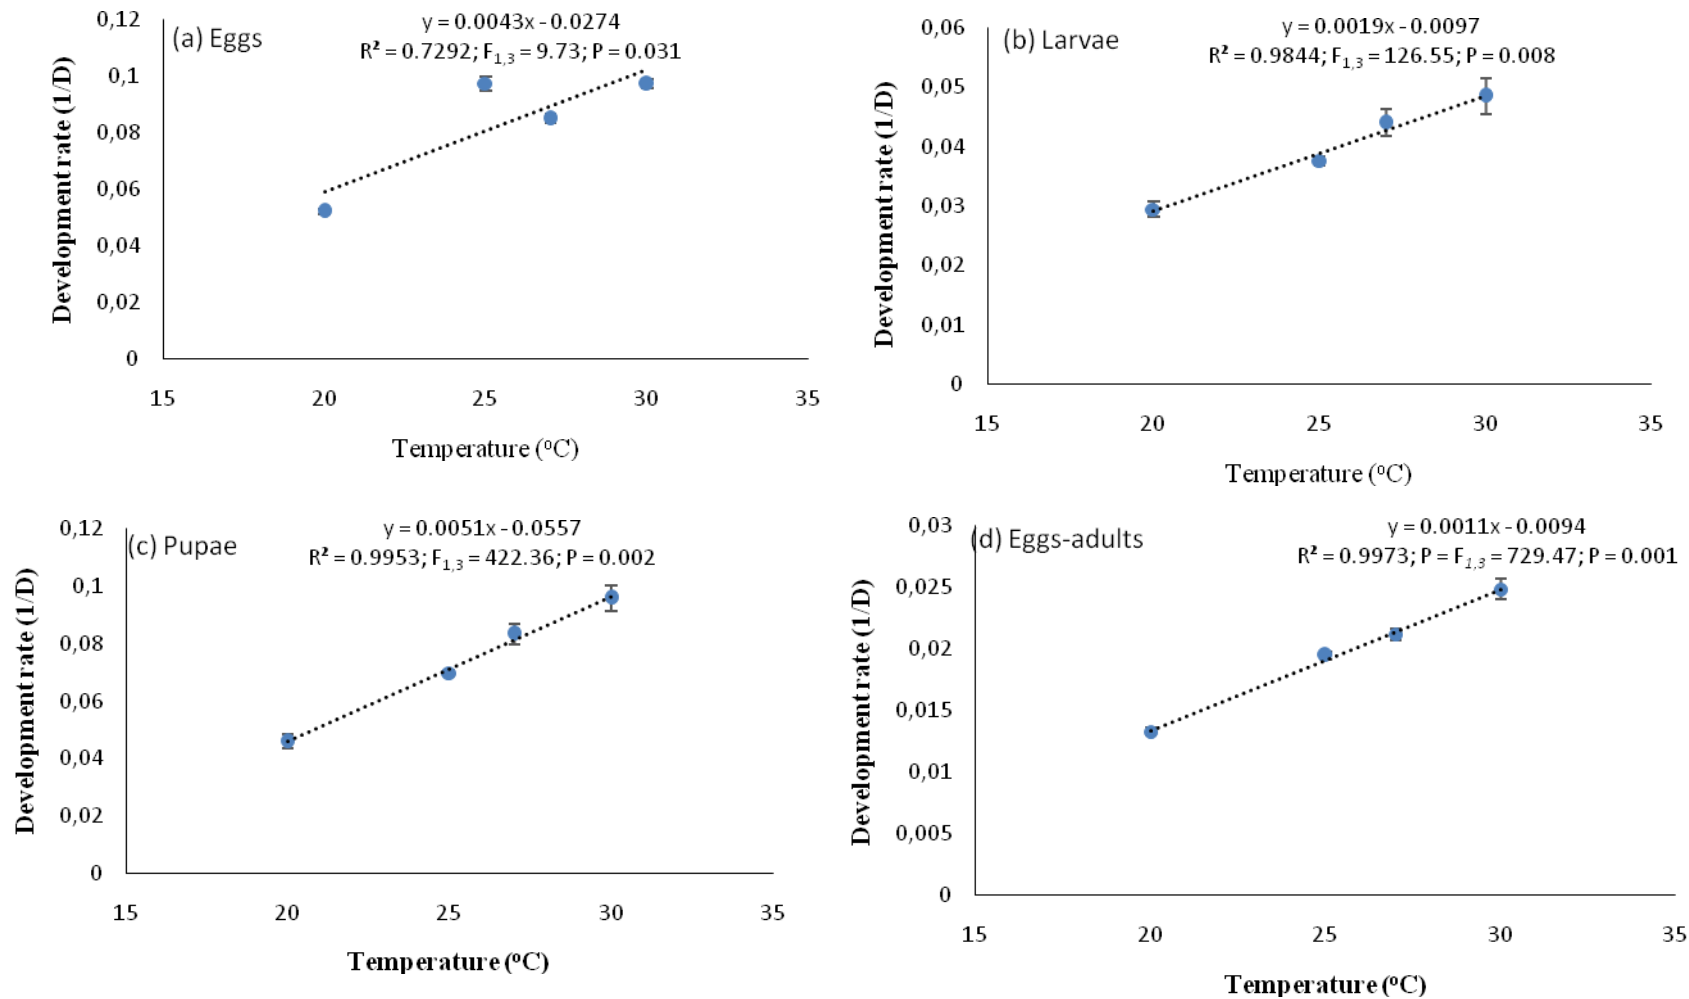 (a) Eggs
y = 0.0043x - 0.0274
R² = 0.7292; F1,3 = 9.73; P = 0.031
Development rate (1/D)
0,12
0,1
0,08
0,06
0,04
0,02
0
15 20 25 30 35
Temperature (°C)
(b) Larvae
y = 0.0019x - 0.0097
R² = 0.9844; F1,3 = 126.55; P = 0.008
Development rate (1/D)
0,06
0,05
0,04
0,03
0,02
0,01
0
15 20 25 30 35
Temperature (°C)
(c) Pupae
y = 0.0051x - 0.0557
R² = 0.9953; F1,3 = 422.36; P = 0.002
Development rate (1/D)
0,12
0,1
0,08
0,06
0,04
0,02
0
15 20 25 30 35
Temperature (°C)
(d) Eggs-adults
y = 0.0011x - 0.0094
R² = 0.9973; P = F1,3 = 729.47; P = 0.001
Development rate (1/D)
0,03
0,025
0,02
0,015
0,01
0,005
0
15 20 25 30 35
Temperature (°C)